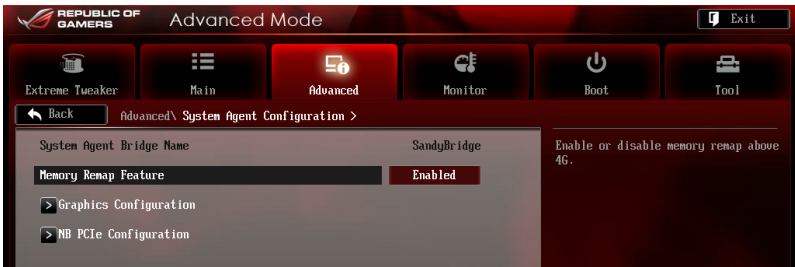 REPUBLIC OF
GAMERS
Advanced Mode
Exit
Extreme Tweaker
Main
Advanced
Monitor
Boot
Tool
Back
Advanced\ System Agent Configuration >
System Agent Bridge Name SandyBridge
Memory Remap Feature Enabled
> Graphics Configuration
> NB PCIe Configuration
Enable or disable memory remap above
4G.